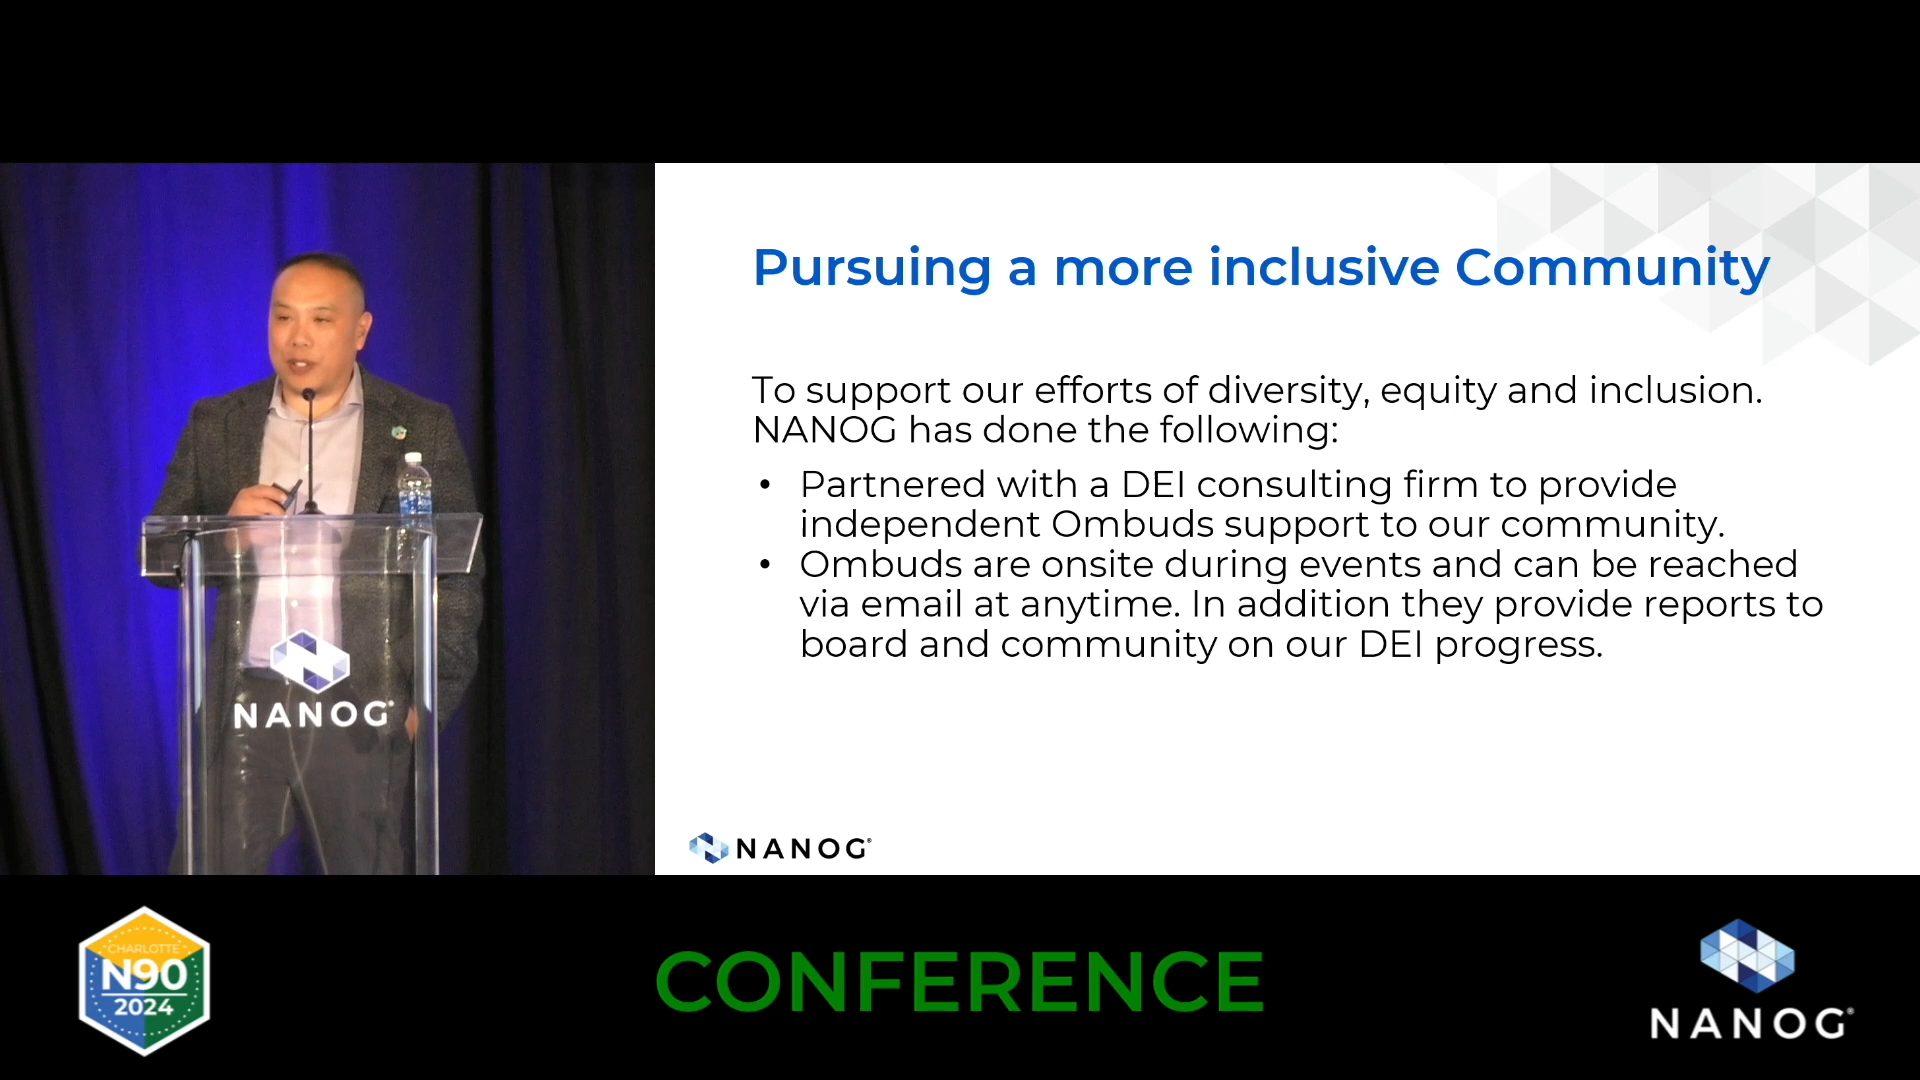 Pursuing a more inclusive Community
To support our efforts of diversity, equity and inclusion.
NANOG has done the following:
• Partnered with a DEI consulting firm to provide
independent Ombuds support to our community.
• Ombuds are onsite during events and can be reached
via email at anytime. In addition they provide reports to
board and community on our DEI progress.
NANOG®
NANOG®
CHARLOTTE
N90
2024
CONFERENCE
NANOG®